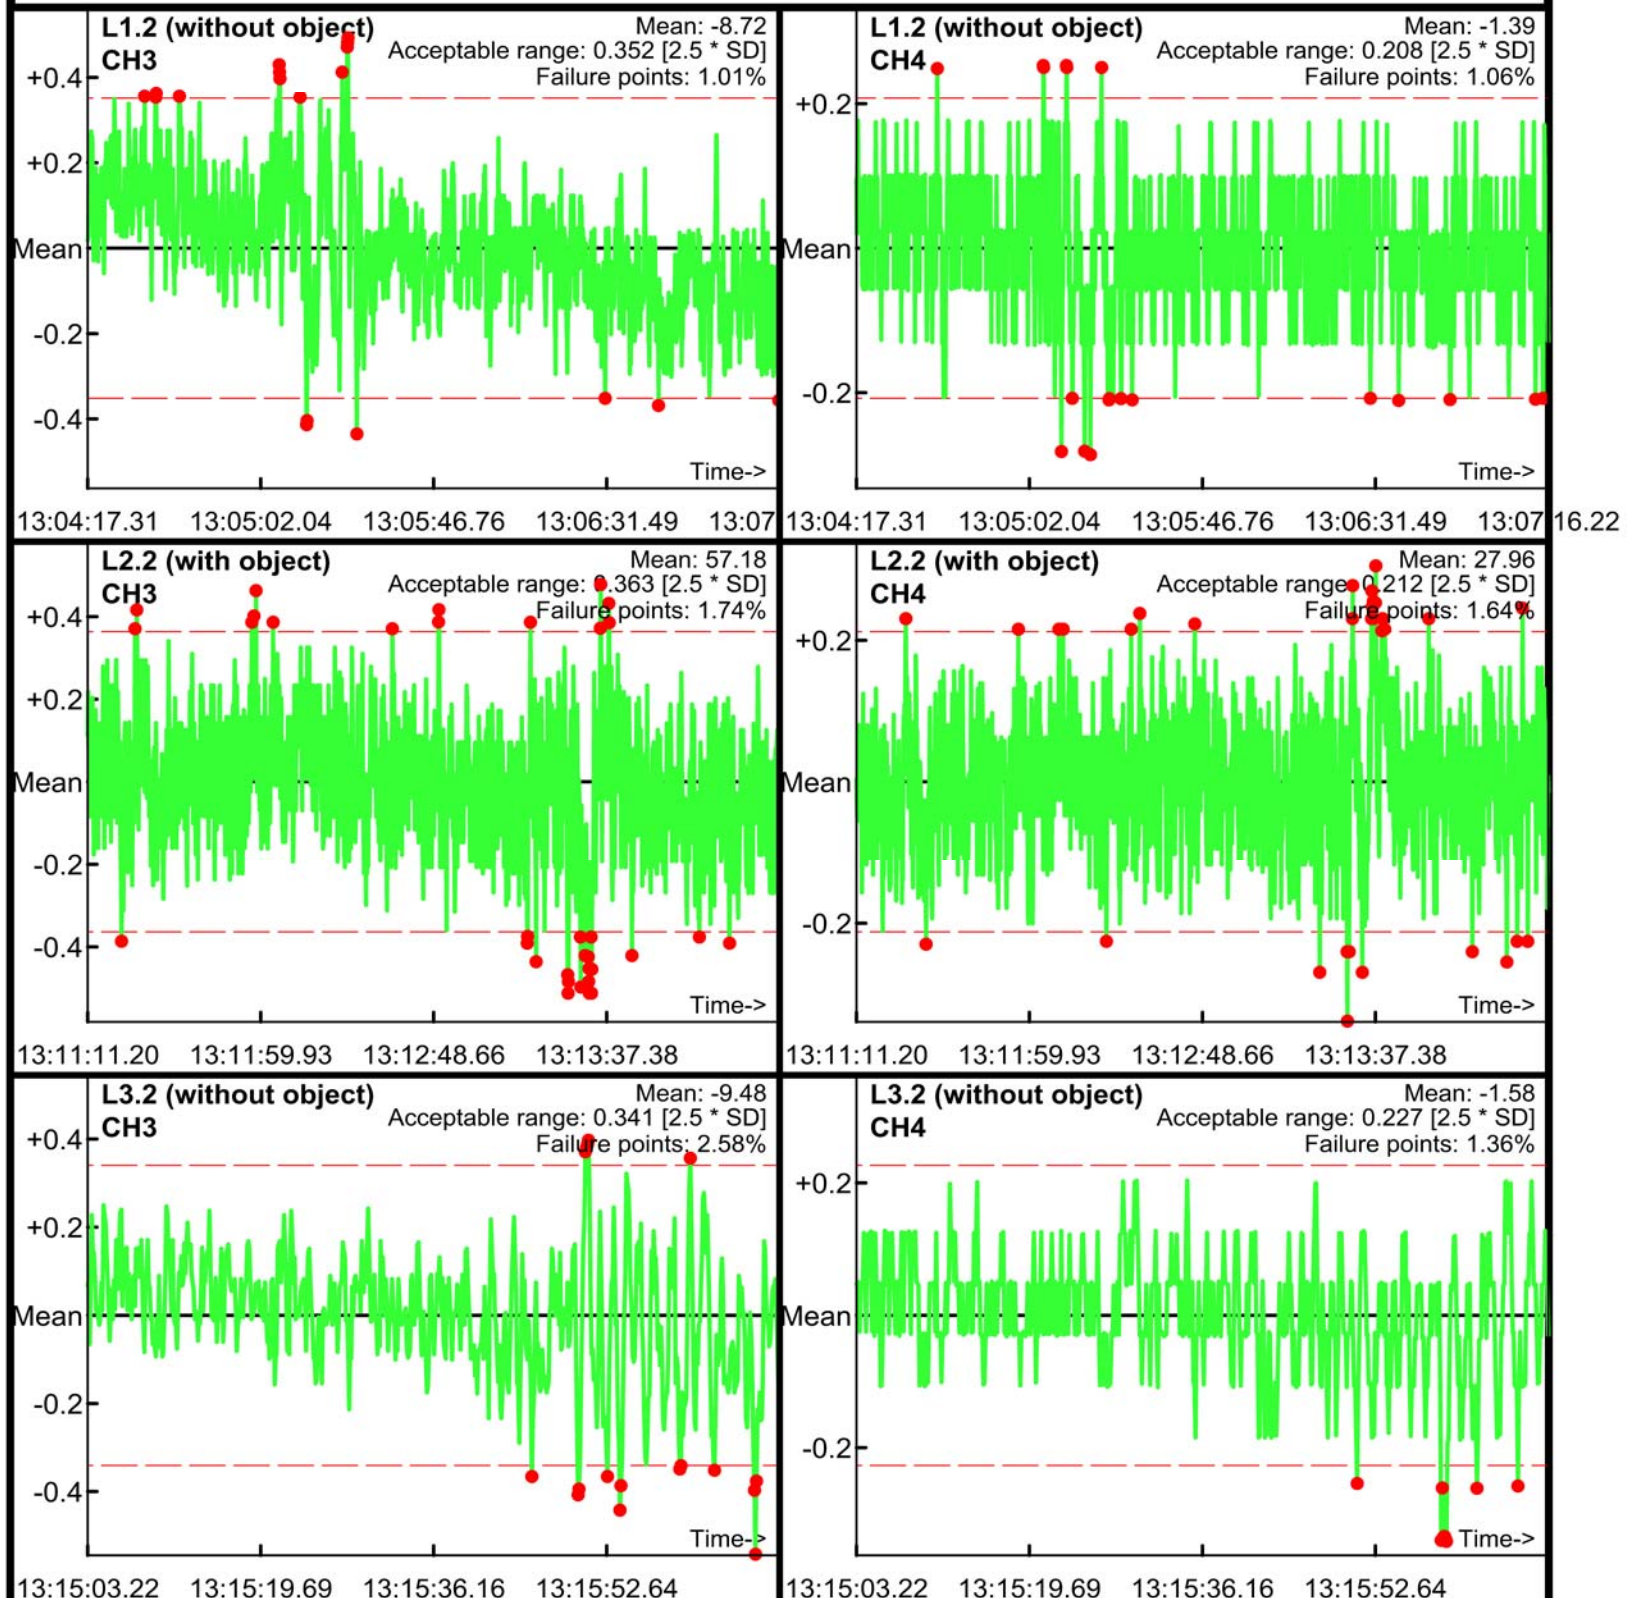 L1.2 (without object)
Mean: -8.72
CH3
Acceptable range: 0.352 [2.5 * SD]
Failure points: 1.01%
+0.4
+0.2
Mean
-0.2
-0.4
Time->
13:04:17.31 13:05:02.04 13:05:46.76 13:06:31.49 13:07
L1.2 (without object)
Mean: -1.39
CH4
Acceptable range: 0.208 [2.5 * SD]
Failure points: 1.06%
+0.2
Mean
-0.2
Time->
13:04:17.31 13:05:02.04 13:05:46.76 13:06:31.49 13:07:16.22
L2.2 (with object)
Mean: 57.18
CH3
Acceptable range: 0.363 [2.5 * SD]
Failure points: 1.74%
+0.4
+0.2
Mean
-0.2
-0.4
Time->
13:11:11.20 13:11:59.93 13:12:48.66 13:13:37.38
L2.2 (with object)
Mean: 27.96
CH4
Acceptable range: 0.212 [2.5 * SD]
Failure points: 1.64%
+0.2
Mean
-0.2
Time->
13:11:11.20 13:11:59.93 13:12:48.66 13:13:37.38
L3.2 (without object)
Mean: -9.48
CH3
Acceptable range: 0.341 [2.5 * SD]
Failure points: 2.58%
+0.4
+0.2
Mean
-0.2
-0.4
Time->
13:15:03.22 13:15:19.69 13:15:36.16 13:15:52.64
L3.2 (without object)
Mean: -1.58
CH4
Acceptable range: 0.227 [2.5 * SD]
Failure points: 1.36%
+0.2
Mean
-0.2
Time->
13:15:03.22 13:15:19.69 13:15:36.16 13:15:52.64